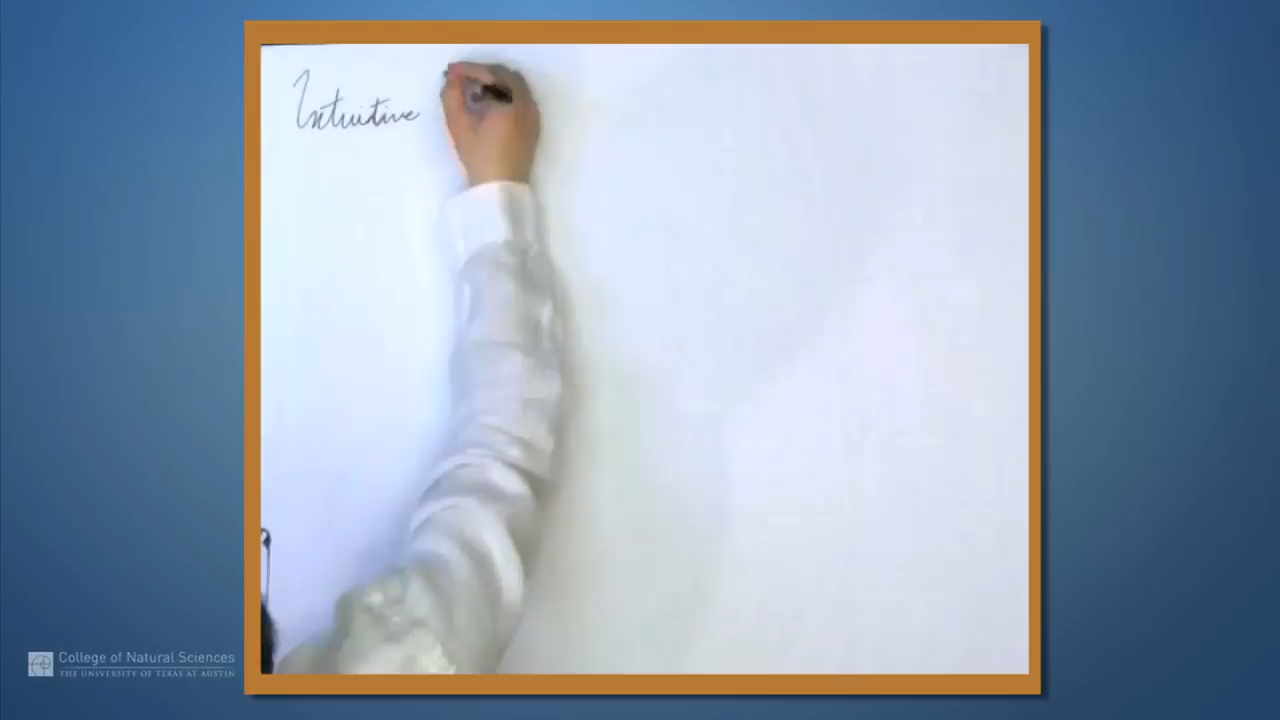 Intuitive
College of Natural Sciences
THE UNIVERSITY OF TEXAS AT AUSTIN